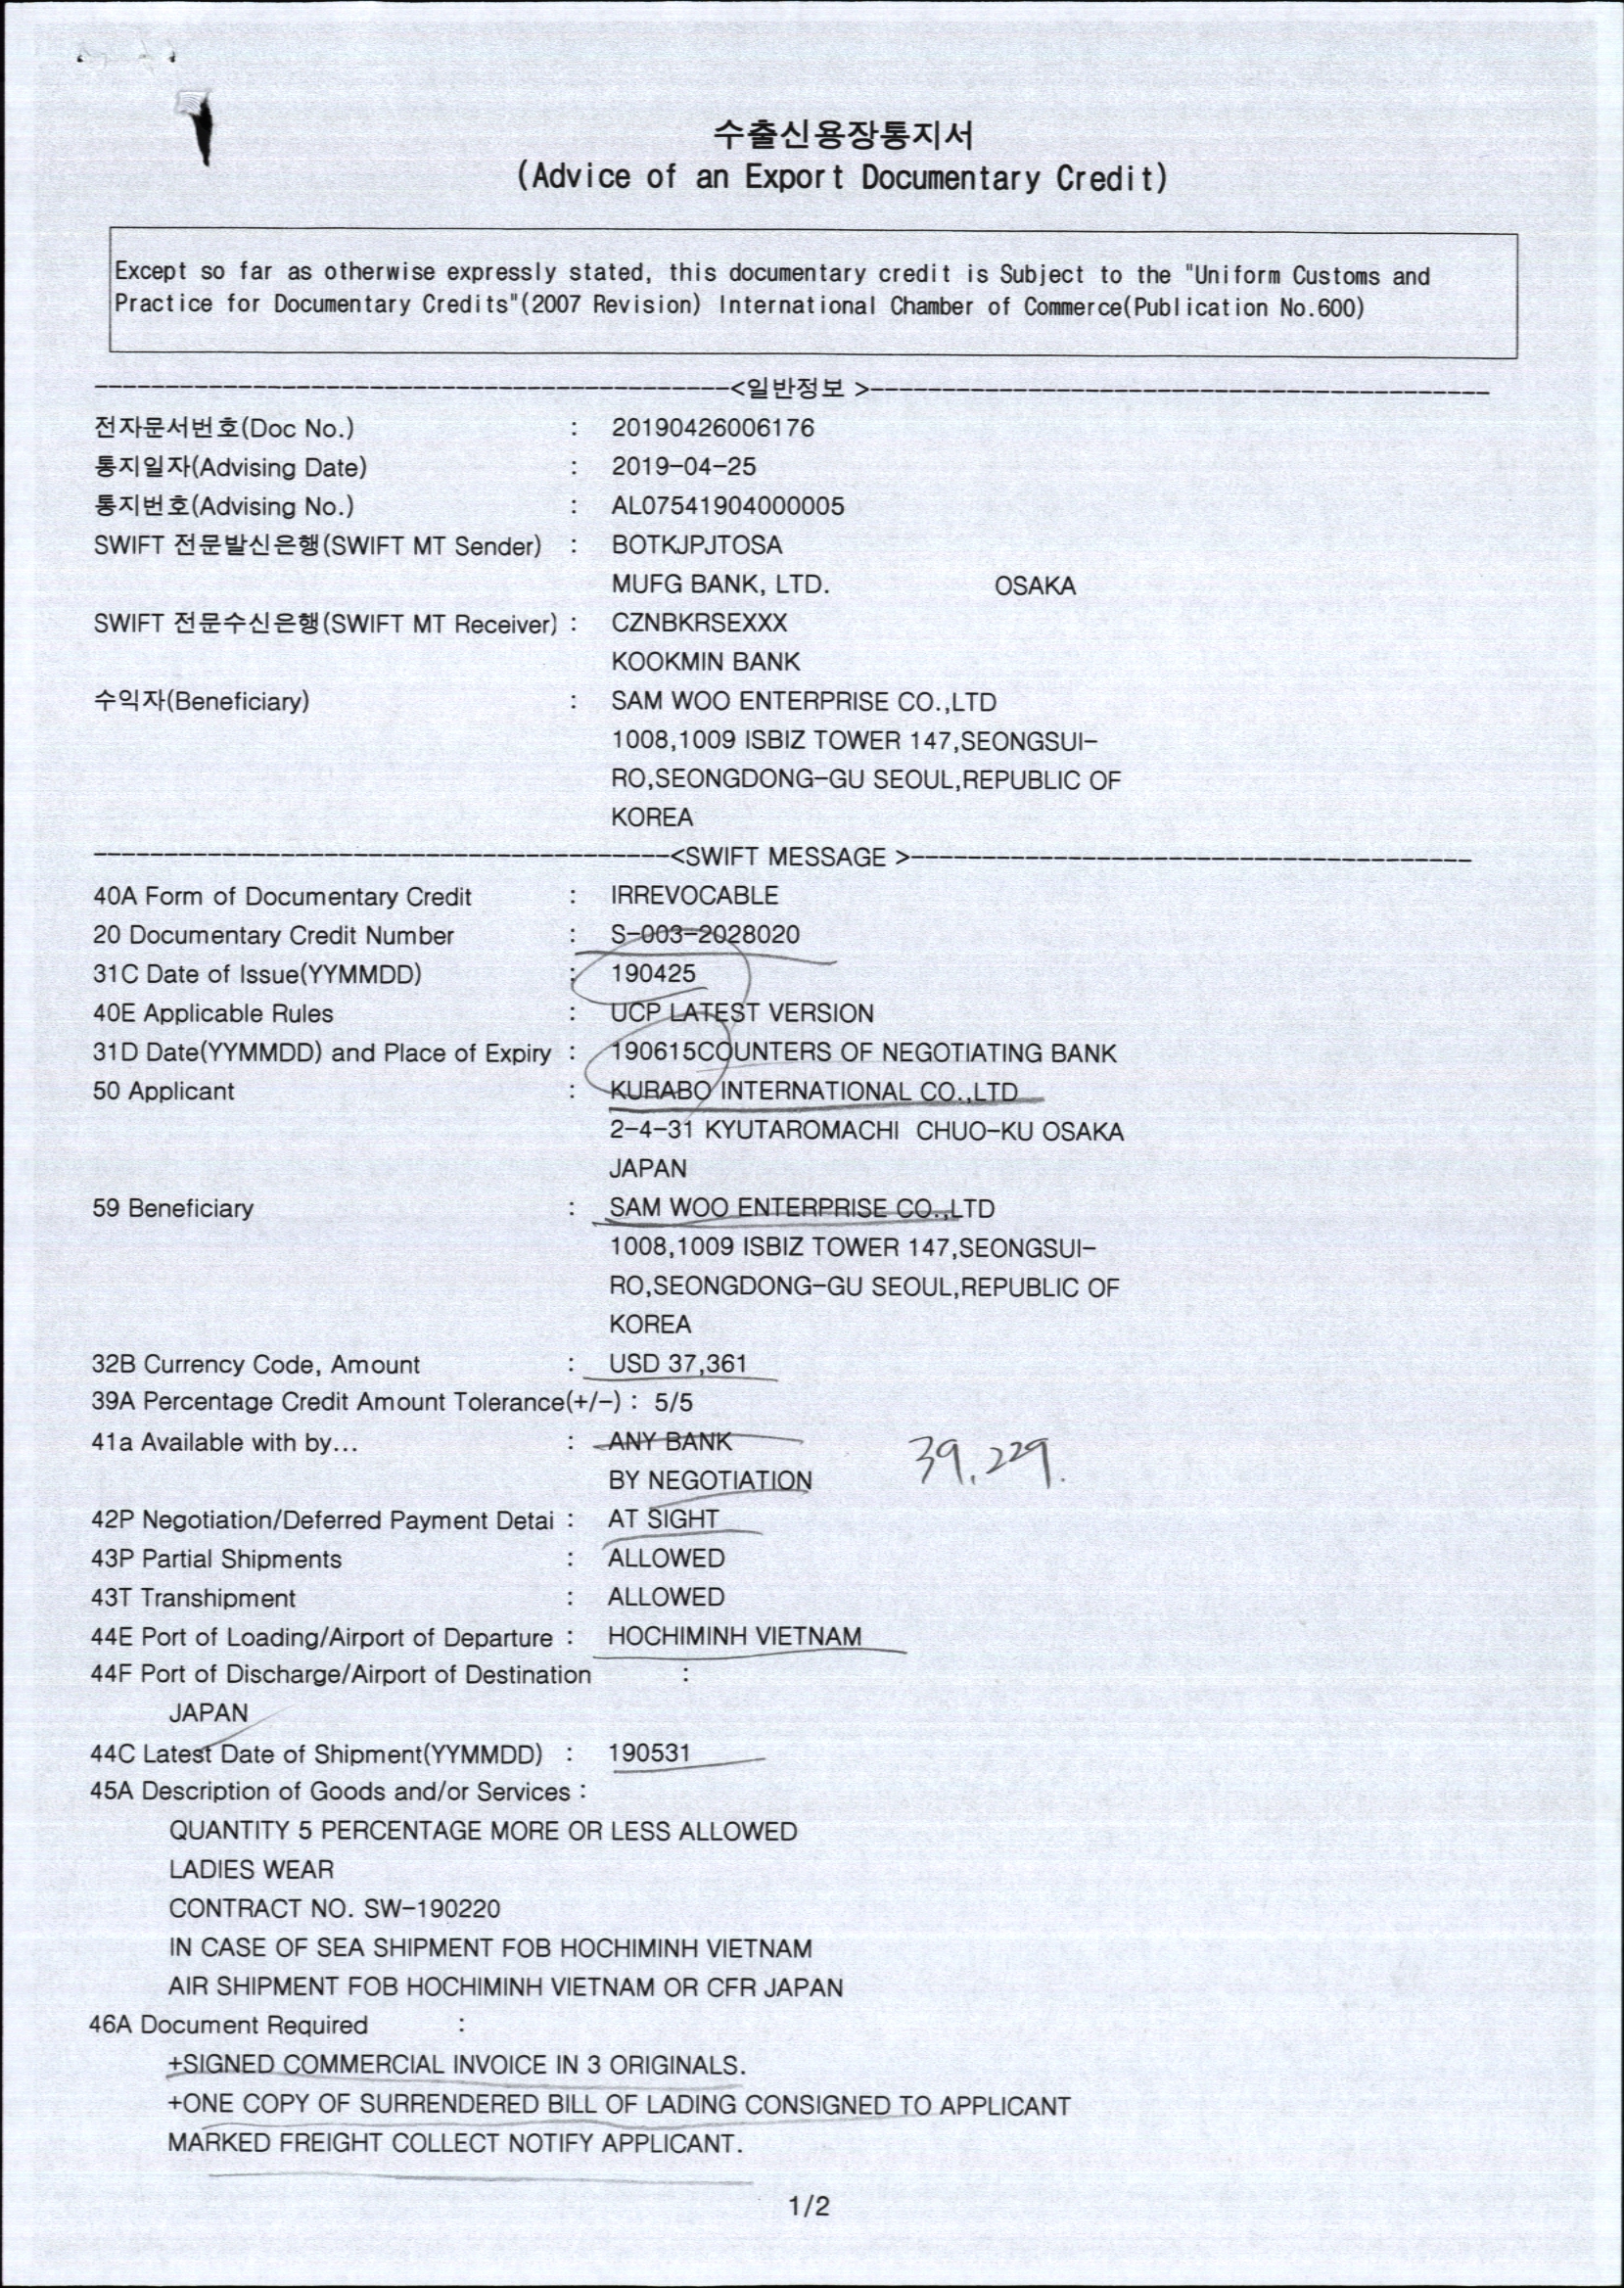 수출신용장통지서
(Advice of an Export Documentary Credit)
Except so far as otherwise expressly stated, this documentary credit is Subject to the "Uniform Customs and
Practice for Documentary Credits"(2007 Revision) International Chamber of Commerce(Publication No.600)
<일반정보 >
전자문서번호(Doc No.) : 20190426006176
통지일자(Advising Date) : 2019-04-25
통지번호(Advising No.) : AL07541904000005
SWIFT 전문발신은행(SWIFT MT Sender) : BOTKJPJTOSA
MUFG BANK, LTD. OSAKA
SWIFT 전문수신은행(SWIFT MT Receiver) : CZNBKRSEXXX
KOOKMIN BANK
수익자(Beneficiary) : SAM WOO ENTERPRISE CO.,LTD
1008,1009 ISBIZ TOWER 147,SEONGSUI-
RO,SEONGDONG-GU SEOUL,REPUBLIC OF
KOREA
<SWIFT MESSAGE >
40A Form of Documentary Credit : IRREVOCABLE
20 Documentary Credit Number : S-003-2028020
31C Date of Issue(YYMMDD) : 190425
40E Applicable Rules : UCP LATEST VERSION
31D Date(YYMMDD) and Place of Expiry : 190615COUNTERS OF NEGOTIATING BANK
50 Applicant : KURABO INTERNATIONAL CO.,LTD
2-4-31 KYUTAROMACHI CHUO-KU OSAKA
JAPAN
59 Beneficiary : SAM WOO ENTERPRISE CO.,LTD
1008,1009 ISBIZ TOWER 147,SEONGSUI-
RO,SEONGDONG-GU SEOUL,REPUBLIC OF
KOREA
32B Currency Code, Amount : USD 37,361
39A Percentage Credit Amount Tolerance(+/-) : 5/5
41a Available with by... : ANY BANK
39,229.
BY NEGOTIATION
42P Negotiation/Deferred Payment Detai : AT SIGHT
43P Partial Shipments : ALLOWED
43T Transhipment : ALLOWED
44E Port of Loading/Airport of Departure : HOCHIMINH VIETNAM
44F Port of Discharge/Airport of Destination :
JAPAN
44C Latest Date of Shipment(YYMMDD) : 190531
45A Description of Goods and/or Services :
QUANTITY 5 PERCENTAGE MORE OR LESS ALLOWED
LADIES WEAR
CONTRACT NO. SW-190220
IN CASE OF SEA SHIPMENT FOB HOCHIMINH VIETNAM
AIR SHIPMENT FOB HOCHIMINH VIETNAM OR CFR JAPAN
46A Document Required :
+SIGNED COMMERCIAL INVOICE IN 3 ORIGINALS.
+ONE COPY OF SURRENDERED BILL OF LADING CONSIGNED TO APPLICANT
MARKED FREIGHT COLLECT NOTIFY APPLICANT.
1/2